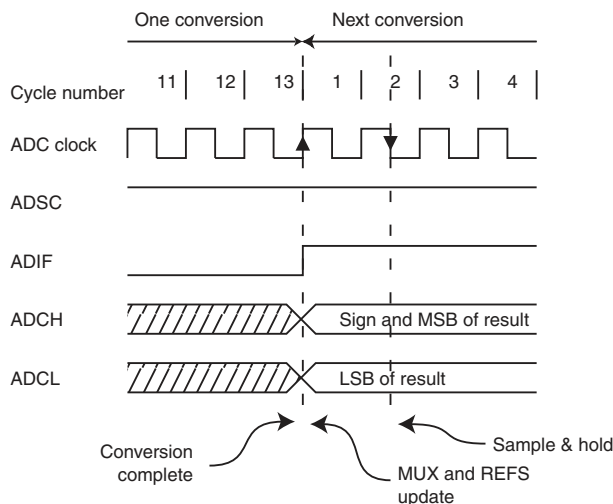 One conversion
Next conversion
Cycle number 11 12 13 1 2 3 4
ADC clock
ADSC
ADIF
ADCH
Sign and MSB of result
ADCL
LSB of result
Conversion
complete
MUX and REFS
update
Sample & hold